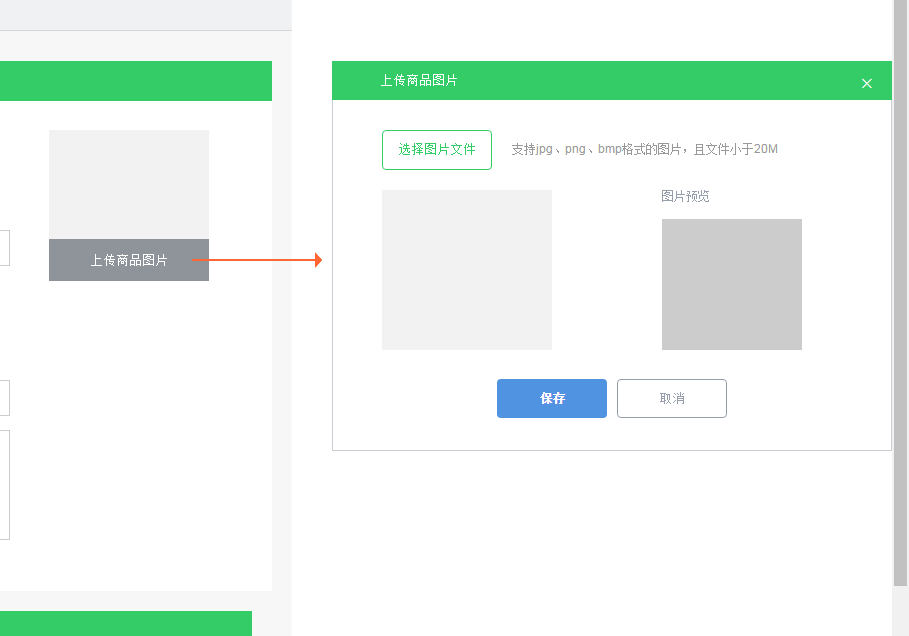 上传商品图片
上传商品图片
选择图片文件
支持jpg、png、bmp格式的图片，且文件小于20M
图片预览
保存
取消